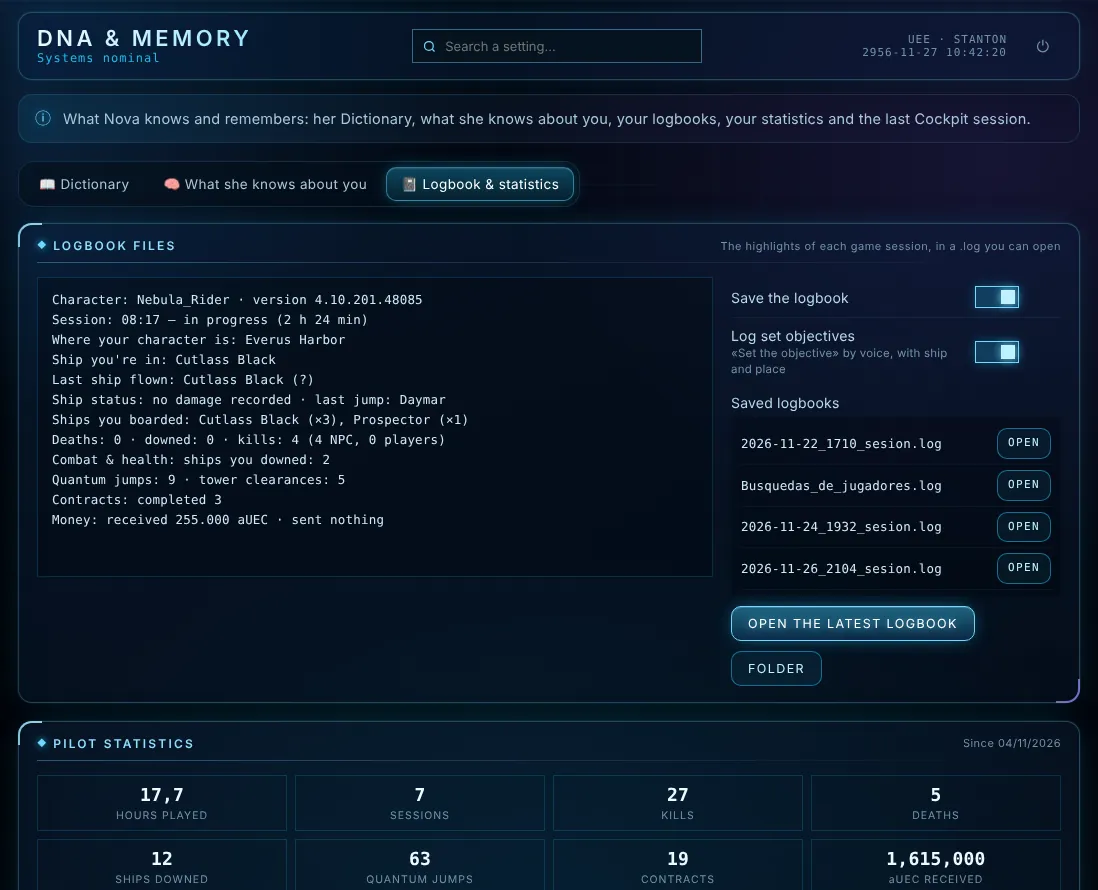 DNA & MEMORY
Systems nominal
Search a setting...
UEE · STANTON
2956-11-27 10:42:20
What Nova knows and remembers: her Dictionary, what she knows about you, your logbooks, your statistics and the last Cockpit session.
Dictionary
What she knows about you
Logbook & statistics
LOGBOOK FILES
The highlights of each game session, in a .log you can open
Character: Nebula_Rider · version 4.10.201.48085
Session: 08:17 — in progress (2 h 24 min)
Where your character is: Everus Harbor
Ship you're in: Cutlass Black
Last ship flown: Cutlass Black (?)
Ship status: no damage recorded · last jump: Daymar
Ships you boarded: Cutlass Black (×3), Prospector (×1)
Deaths: 0 · downed: 0 · kills: 4 (4 NPC, 0 players)
Combat & health: ships you downed: 2
Quantum jumps: 9 · tower clearances: 5
Contracts: completed 3
Money: received 255.000 aUEC · sent nothing
Save the logbook
Log set objectives
«Set the objective» by voice, with ship
and place
Saved logbooks
2026-11-22_1710_sesion.log OPEN
Busquedas_de_jugadores.log OPEN
2026-11-24_1932_sesion.log OPEN
2026-11-26_2104_sesion.log OPEN
OPEN THE LATEST LOGBOOK
FOLDER
PILOT STATISTICS
Since 04/11/2026
17,7
HOURS PLAYED
7
SESSIONS
27
KILLS
5
DEATHS
12
SHIPS DOWNED
63
QUANTUM JUMPS
19
CONTRACTS
1,615,000
aUEC RECEIVED